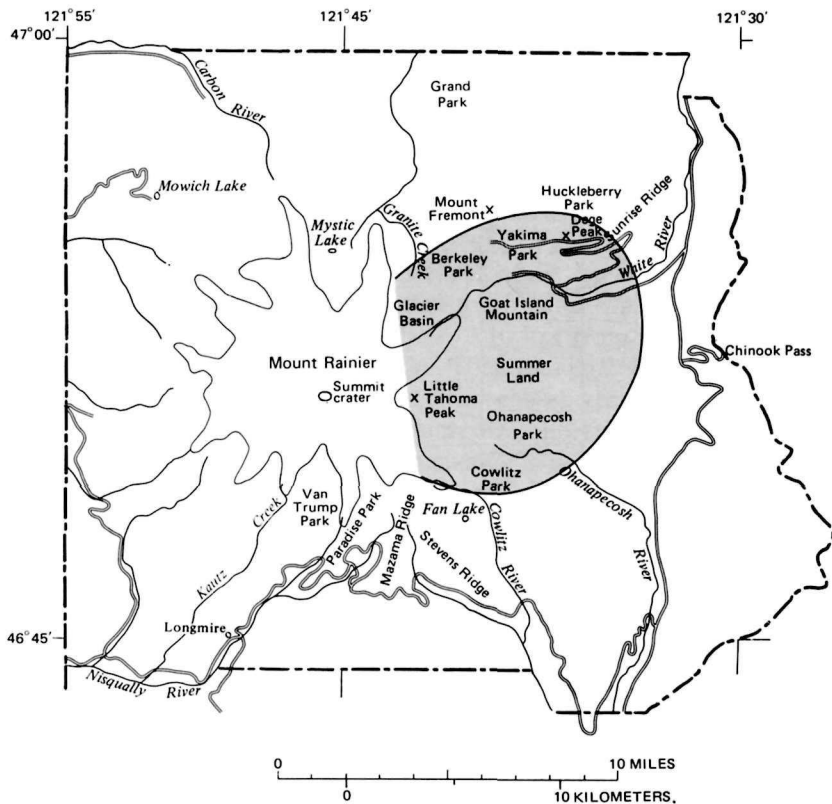 121°55′
121°45′
121°30′
47°00′
Carbon
River
Grand
Park
Mowich Lake
Mount
Fremont
Huckleberry
Park
Dege
Peak
Sunrise Ridge
Mystic
Lake
Granite Creek
Yakima
Park
Berkeley
Park
White River
Glacier
Basin
Goat Island
Mountain
Chinook Pass
Mount Rainier
Summit
crater
Summer
Land
Little
Tahoma
Peak
Ohanapecosh
Park
Cowlitz
Park
Van
Trump
Park
Paradise Park
Mazama Ridge
Fan Lake
Cowlitz
River
Ohanapecosh
River
Kautz
Creek
Stevens Ridge
Longmire
46°45′
Nisqually
River
0 10 MILES
0 10 KILOMETERS.